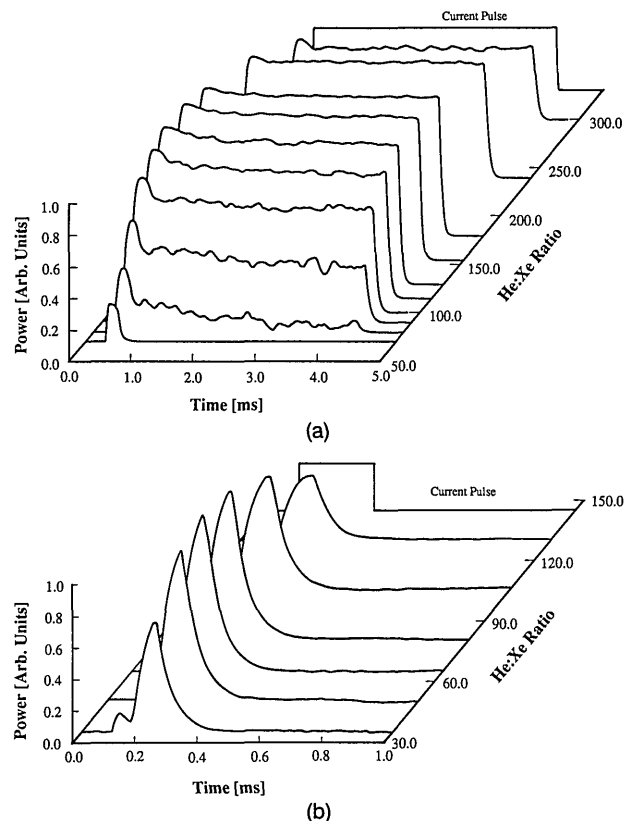 Current Pulse
300.0
250.0
200.0
150.0
100.0
50.0
He:Xe Ratio
1.0
0.8
0.6
0.4
0.2
0.0
Power [Arb. Units]
0.0 1.0 2.0 3.0 4.0 5.0
Time [ms]
(a)
Current Pulse
150.0
120.0
90.0
60.0
30.0
He:Xe Ratio
1.0
0.8
0.6
0.4
0.2
0.0
Power [Arb. Units]
0.0 0.2 0.4 0.6 0.8 1.0
Time [ms]
(b)